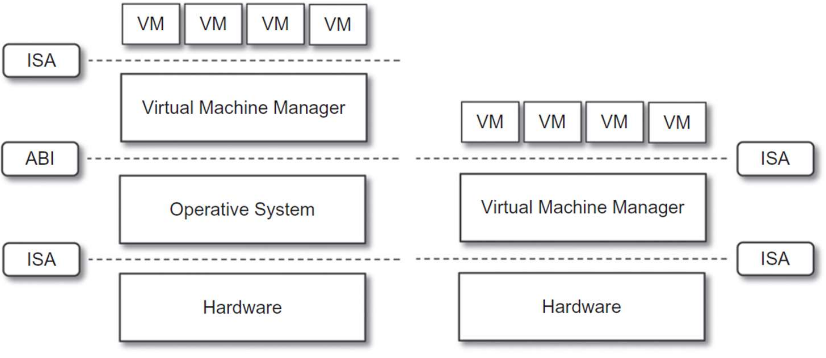 VM VM VM VM
ISA
Virtual Machine Manager
VM VM VM VM
ABI
ISA
Operative System
Virtual Machine Manager
ISA
ISA
Hardware
Hardware